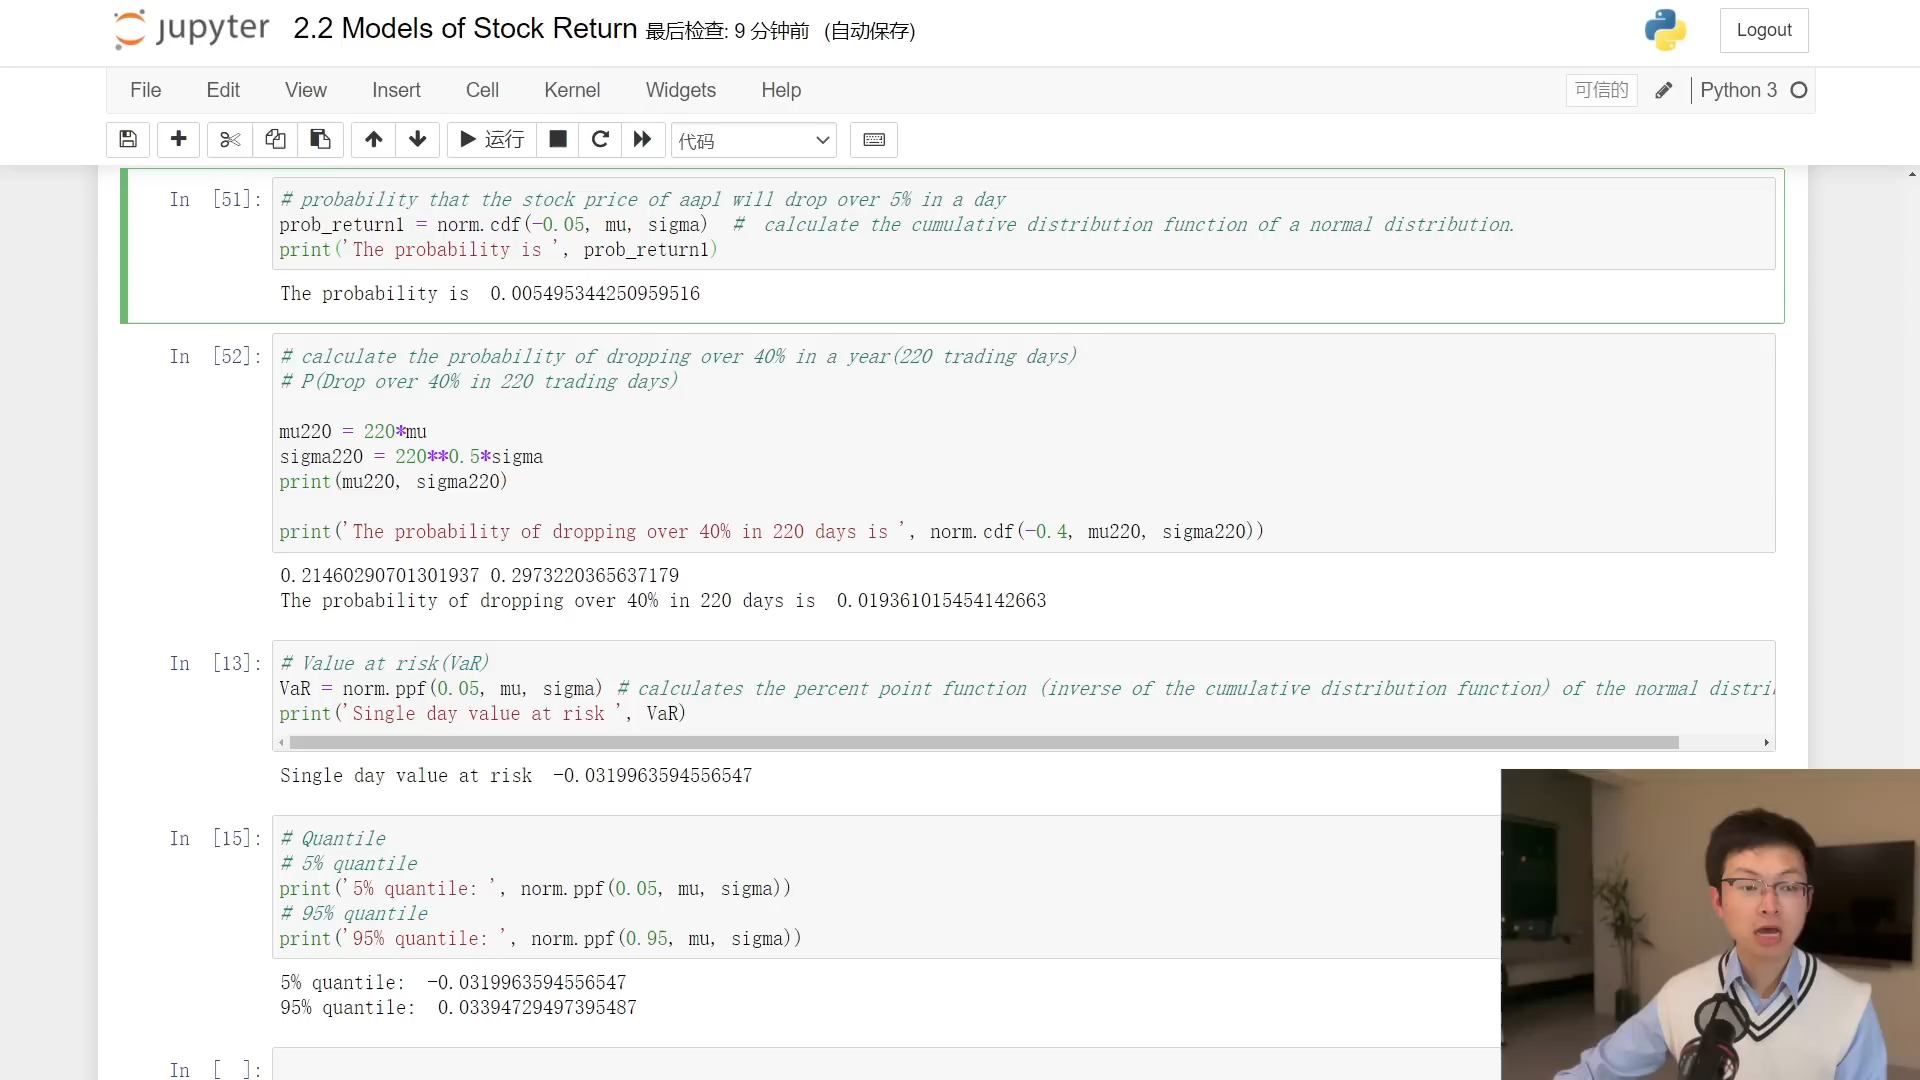 jupyter 2.2 Models of Stock Return 最后检查: 9 分钟前 (自动保存)
Logout
File Edit View Insert Cell Kernel Widgets Help
可信的 Python 3
运行 代码
In [51]: # probability that the stock price of aapl will drop over 5% in a day
prob_return1 = norm.cdf(-0.05, mu, sigma) # calculate the cumulative distribution function of a normal distribution.
print('The probability is ', prob_return1)
The probability is 0.005495344250959516
In [52]: # calculate the probability of dropping over 40% in a year(220 trading days)
# P(Drop over 40% in 220 trading days)
mu220 = 220*mu
sigma220 = 220**0.5*sigma
print(mu220, sigma220)
print('The probability of dropping over 40% in 220 days is ', norm.cdf(-0.4, mu220, sigma220))
0.21460290701301937 0.2973220365637179
The probability of dropping over 40% in 220 days is 0.019361015454142663
In [13]: # Value at risk(VaR)
VaR = norm.ppf(0.05, mu, sigma) # calculates the percent point function (inverse of the cumulative distribution function) of the normal distri
print('Single day value at risk ', VaR)
Single day value at risk -0.0319963594556547
In [15]: # Quantile
# 5% quantile
print('5% quantile: ', norm.ppf(0.05, mu, sigma))
# 95% quantile
print('95% quantile: ', norm.ppf(0.95, mu, sigma))
5% quantile: -0.0319963594556547
95% quantile: 0.03394729497395487
In [ ]: